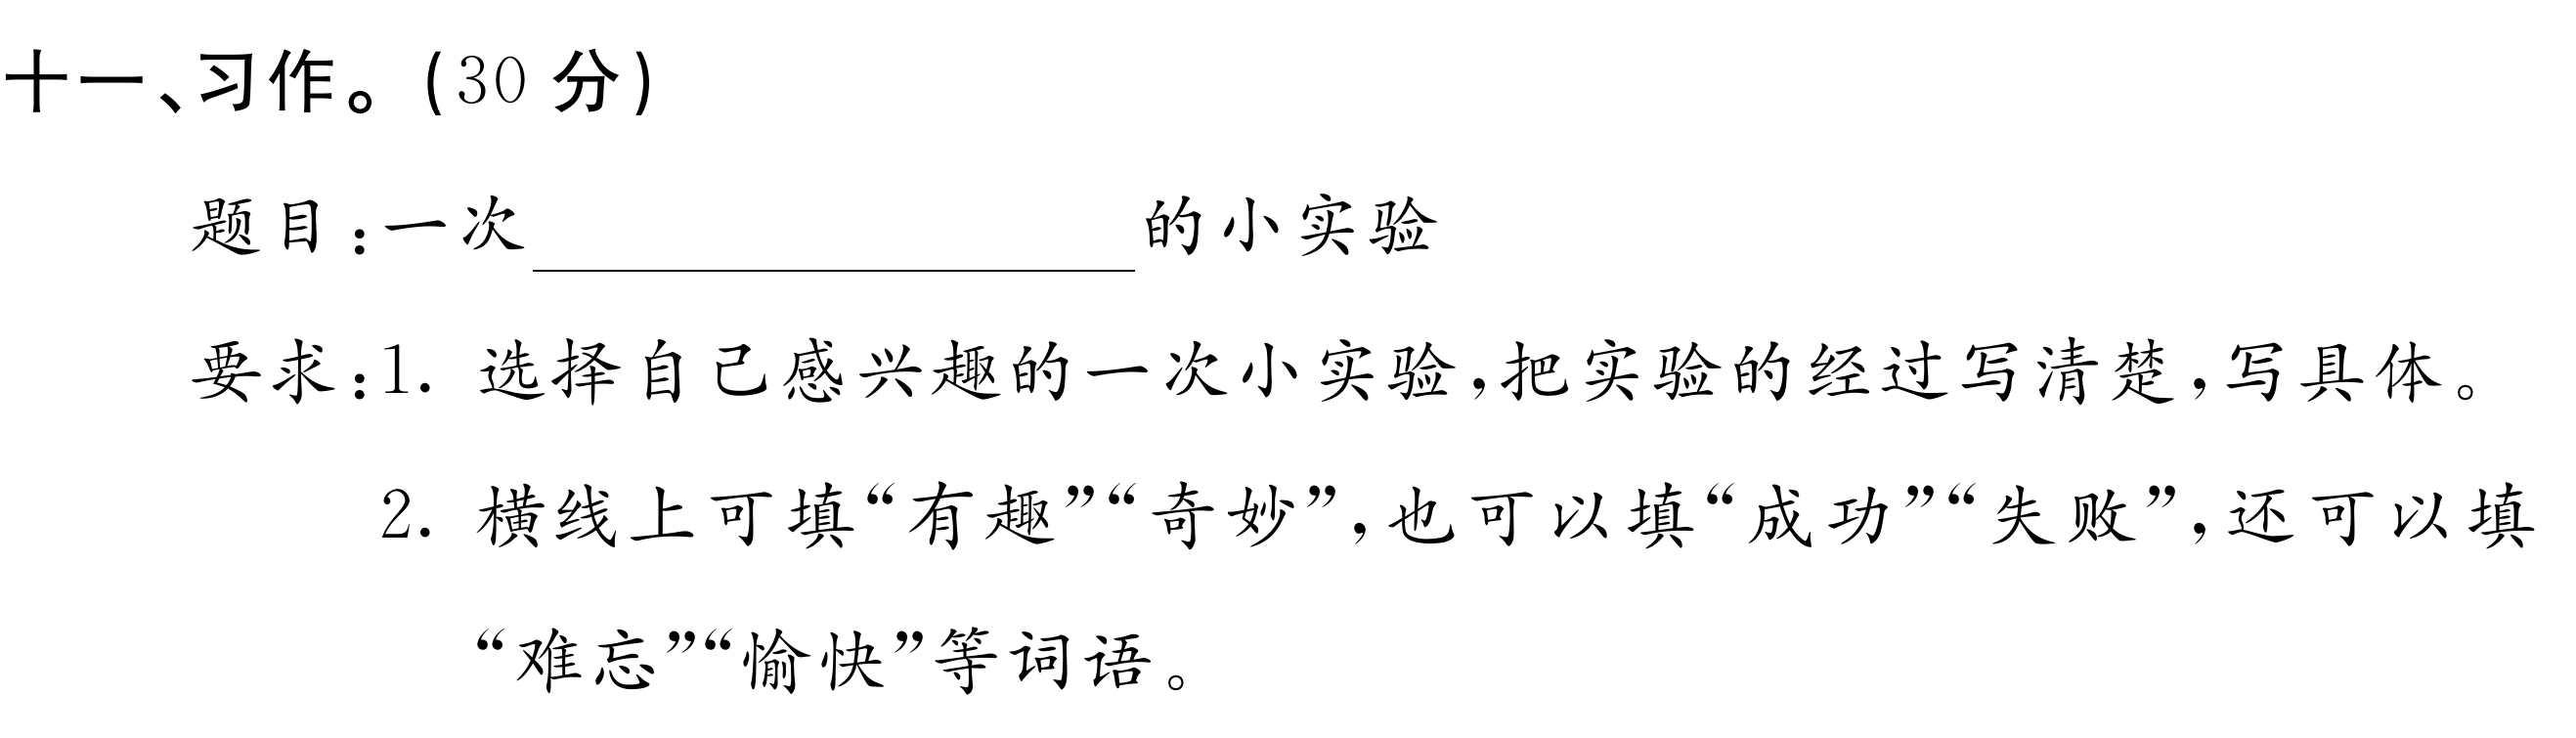 十一、习作。(30 分)
题目:一次________的小实验
要求:1. 选择自己感兴趣的一次小实验,把实验的经过写清楚,写具体。
2. 横线上可填“有趣”“奇妙”,也可以填“成功”“失败”,还可以填
“难忘”“愉快”等词语。